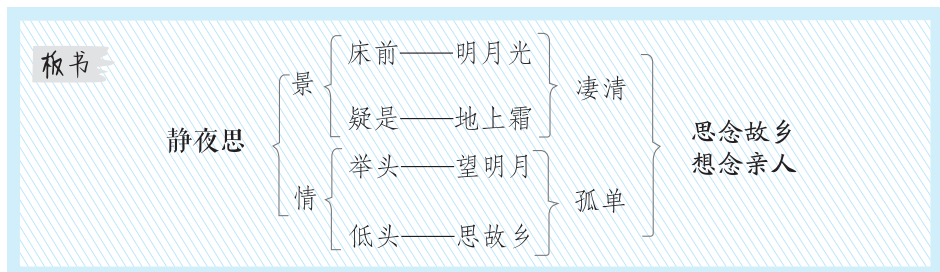 板书
静夜思
景
床前——明月光
疑是——地上霜
凄清
情
举头——望明月
低头——思故乡
孤单
思念故乡
想念亲人